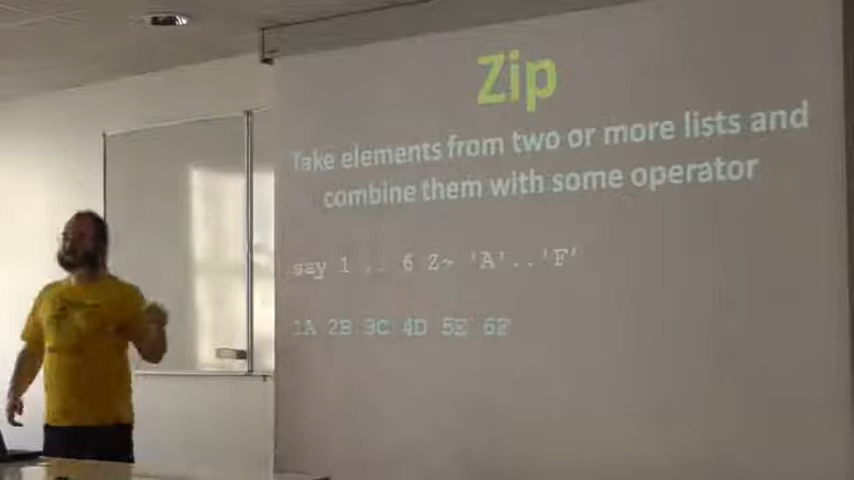 Zip
Take elements from two or more lists and
combine them with some operator
say 1 .. 6 Z~ 'A'..'F'
1A 2B 3C 4D 5E 6F